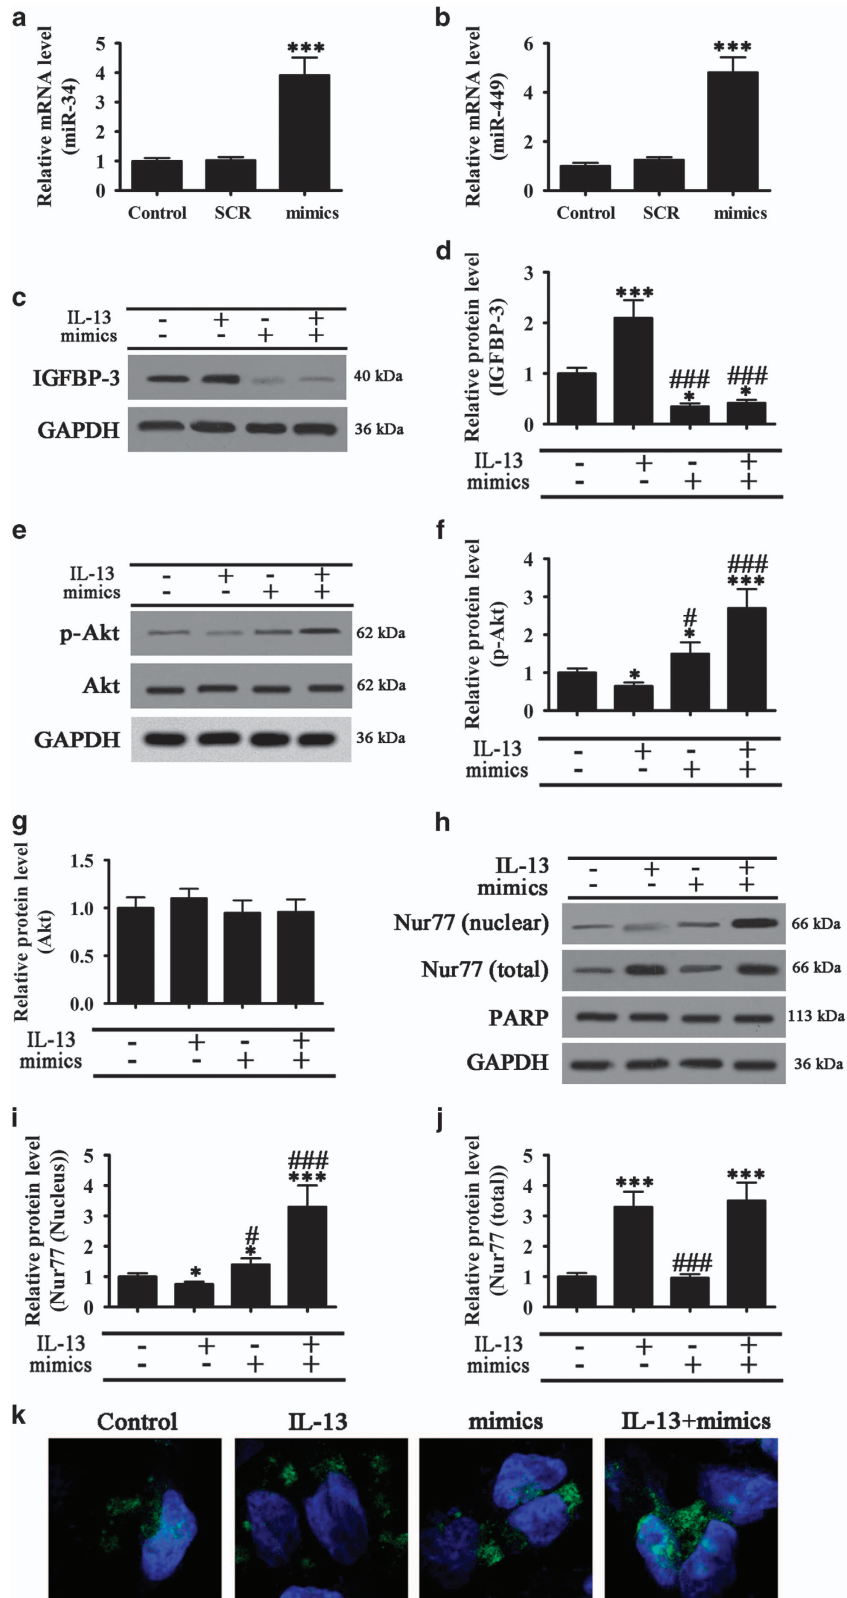 a
Relative mRNA level
(miR-34)
5
4
3
2
1
0
***
Control SCR mimics
b
Relative mRNA level
(miR-449)
6
4
2
0
***
Control SCR mimics
c
IL-13 - + - +
mimics - - + +
IGFBP-3 40 kDa
GAPDH 36 kDa
d
Relative protein level
(IGFBP-3)
3
2
1
0
***
###
*
###
*
IL-13 - + - +
mimics - - + +
e
IL-13 - + - +
mimics - - + +
p-Akt 62 kDa
Akt 62 kDa
GAPDH 36 kDa
f
Relative protein level
(p-Akt)
4
3
2
1
0
*
#
*
###
***
IL-13 - + - +
mimics - - + +
g
Relative protein level
(Akt)
1.5
1.0
0.5
0.0
IL-13 - + - +
mimics - - + +
h
IL-13 - + - +
mimics - - + +
Nur77 (nuclear) 66 kDa
Nur77 (total) 66 kDa
PARP 113 kDa
GAPDH 36 kDa
i
Relative protein level
(Nur77 (Nucleus))
5
4
3
2
1
0
*
#
*
###
***
IL-13 - + - +
mimics - - + +
j
Relative protein level
(Nur77 (total))
5
4
3
2
1
0
***
###
***
IL-13 - + - +
mimics - - + +
k
Control IL-13 mimics IL-13+mimics